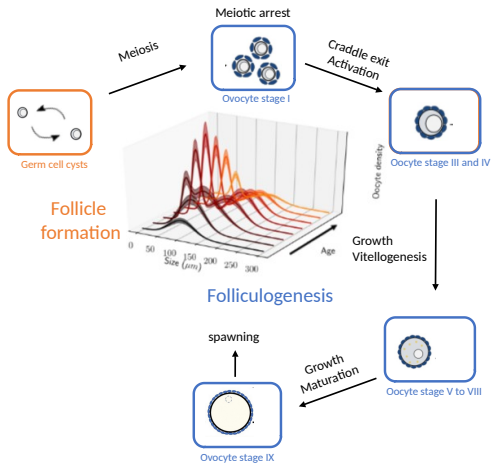 Meiotic arrest
Meiosis
Craddle exit
Activation
Ovocyte stage I
Germ cell cysts
Oocyte stage III and IV
Oocyte density
Follicle
formation
0 50 100 150 200 250 300
Size (μm)
Age
Growth
Vitellogenesis
Folliculogenesis
spawning
Growth
Maturation
Oocyte stage V to VIII
Ovocyte stage IX